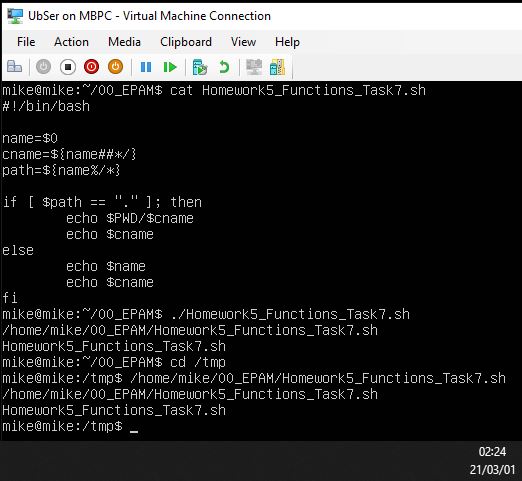 UbSer on MBPC - Virtual Machine Connection
File Action Media Clipboard View Help
mike@mike:~/00_EPAM$ cat Homework5_Functions_Task7.sh
#!/bin/bash
name=$0
cname=${name##*/}
path=${name%/*}
if [ $path == "." ]; then
echo $PWD/$cname
echo $cname
else
echo $name
echo $cname
fi
mike@mike:~/00_EPAM$ ./Homework5_Functions_Task7.sh
/home/mike/00_EPAM/Homework5_Functions_Task7.sh
Homework5_Functions_Task7.sh
mike@mike:~/00_EPAM$ cd /tmp
mike@mike:/tmp$ /home/mike/00_EPAM/Homework5_Functions_Task7.sh
/home/mike/00_EPAM/Homework5_Functions_Task7.sh
Homework5_Functions_Task7.sh
mike@mike:/tmp$ _
02:24
21/03/01